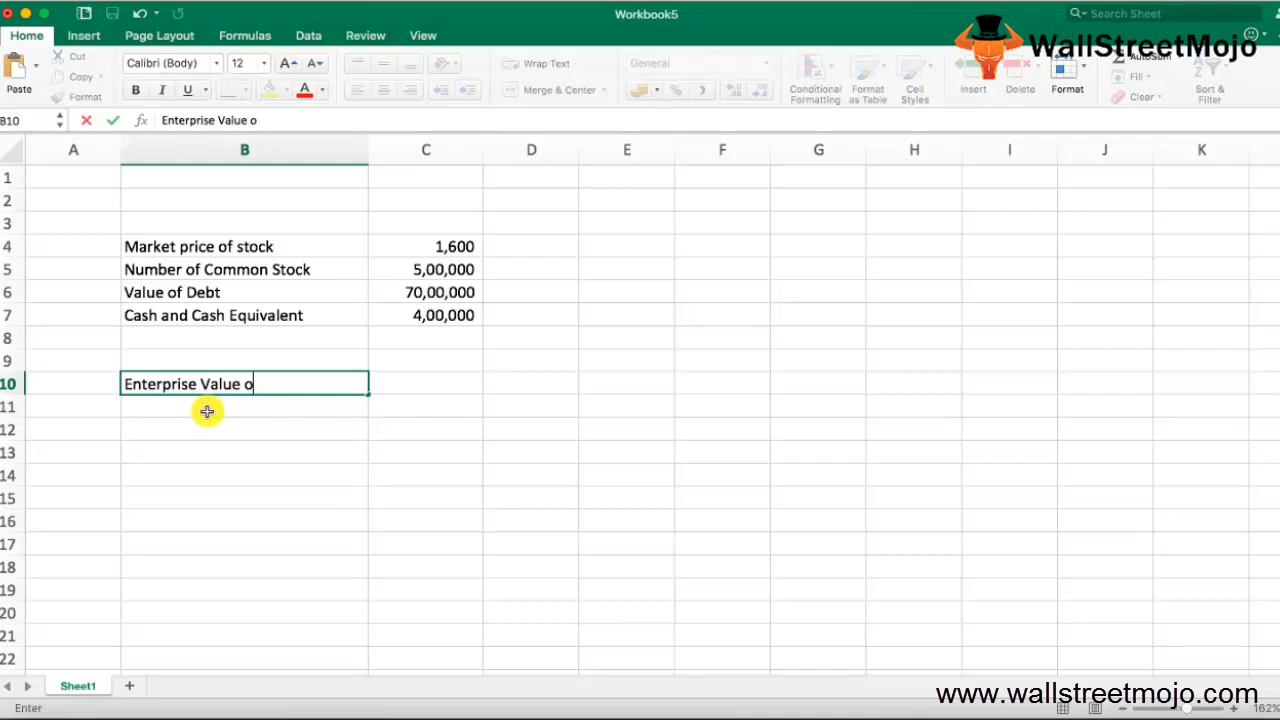 Workbook5
Search Sheet
Home Insert Page Layout Formulas Data Review View
WallStreetMojo
Paste
Cut
Copy
Format
Calibri (Body) 12 A A
B I U A
Wrap Text
Merge & Center
General
% )
Conditional Formatting
Format as Table
Cell Styles
Insert
Delete
Format
AutoSum
Fill
Clear
Sort & Filter
B10 fx Enterprise Value o
A B C D E F G H I J K
1
2
3
4 Market price of stock 1,600
5 Number of Common Stock 5,00,000
6 Value of Debt 70,00,000
7 Cash and Cash Equivalent 4,00,000
8
9
10 Enterprise Value o
11
12
13
14
15
16
17
18
19
20
21
22
Sheet1
www.wallstreetmojo.com
Enter
162%